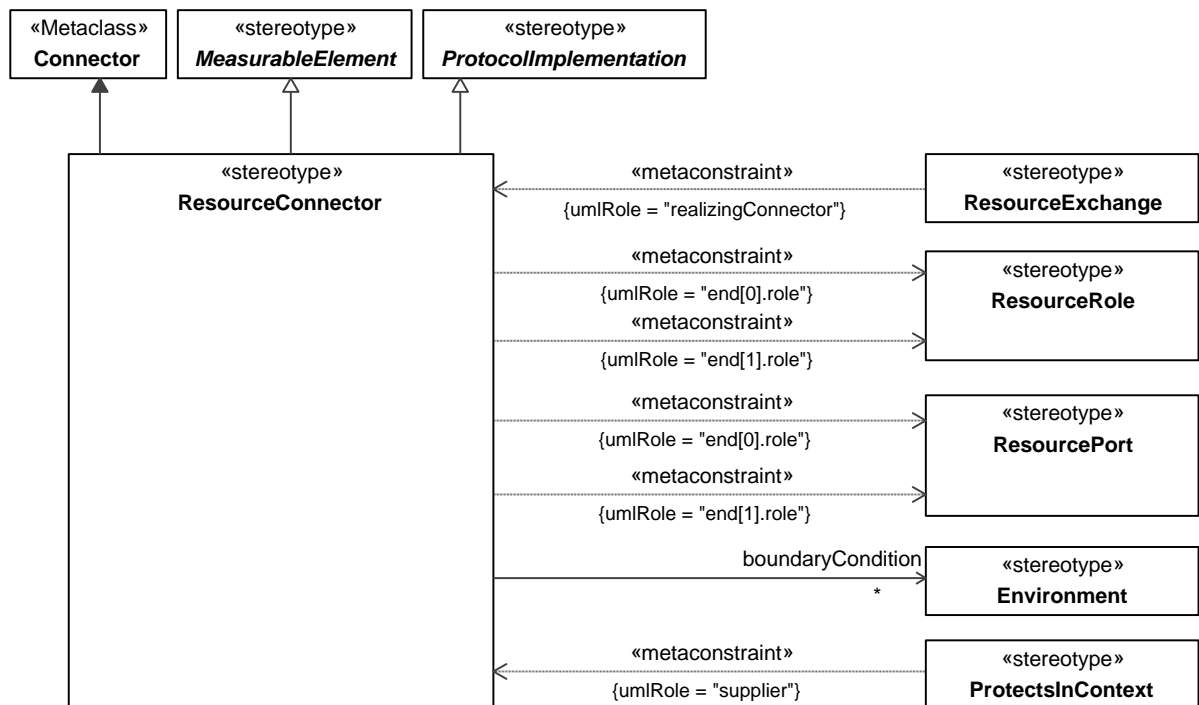 «Metaclass»
Connector
«stereotype»
MeasurableElement
«stereotype»
ProtocolImplementation
«stereotype»
ResourceConnector
«metaconstraint»
{umlRole = "realizingConnector"}
«stereotype»
ResourceExchange
«metaconstraint»
{umlRole = "end[0].role"}
«metaconstraint»
{umlRole = "end[1].role"}
«stereotype»
ResourceRole
«metaconstraint»
{umlRole = "end[0].role"}
«metaconstraint»
{umlRole = "end[1].role"}
«stereotype»
ResourcePort
boundaryCondition
*
«stereotype»
Environment
«metaconstraint»
{umlRole = "supplier"}
«stereotype»
ProtectsInContext